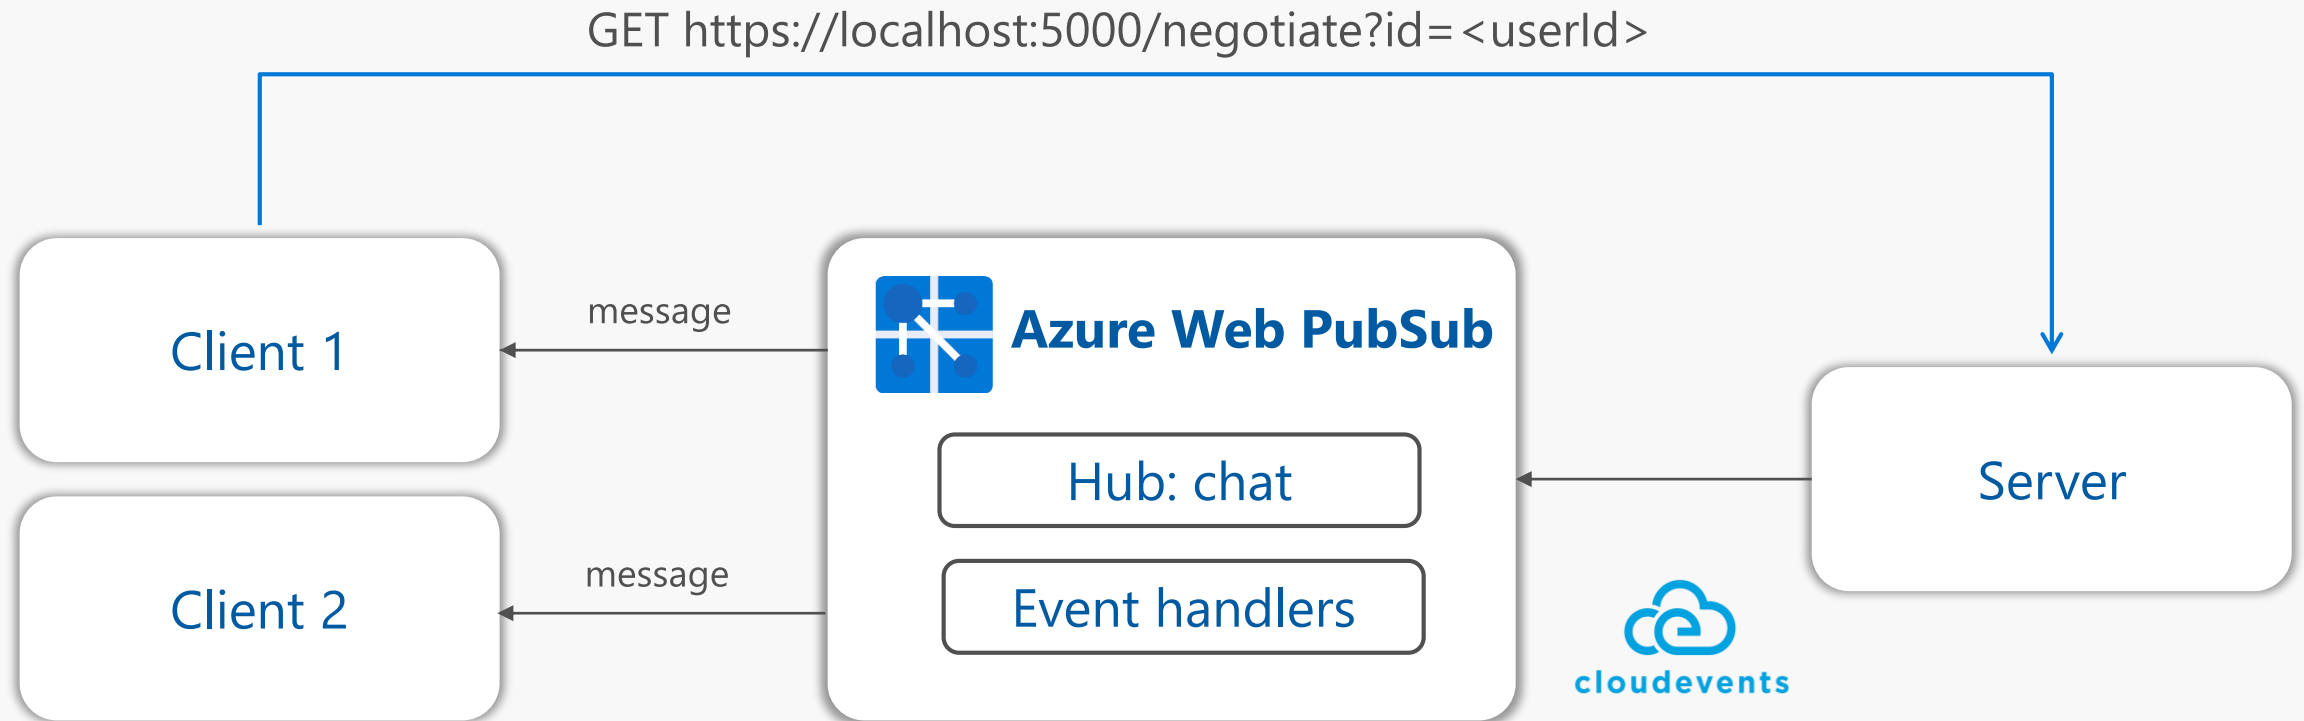 GET https://localhost:5000/negotiate?id=<userId>
Client 1
message
Azure Web PubSub
Hub: chat
Server
Client 2
message
Event handlers
cloudevents